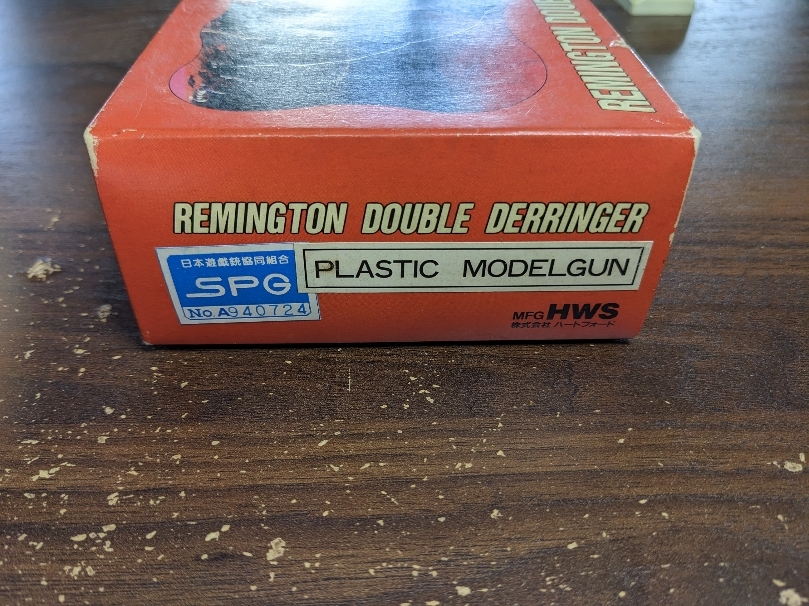 REMINGTON DOUBLE DERRINGER
日本遊戯銃協同組合
SPG
No.A940724
PLASTIC MODELGUN
MFG HWS
株式会社 ハートフォード
REMINGTON DOU